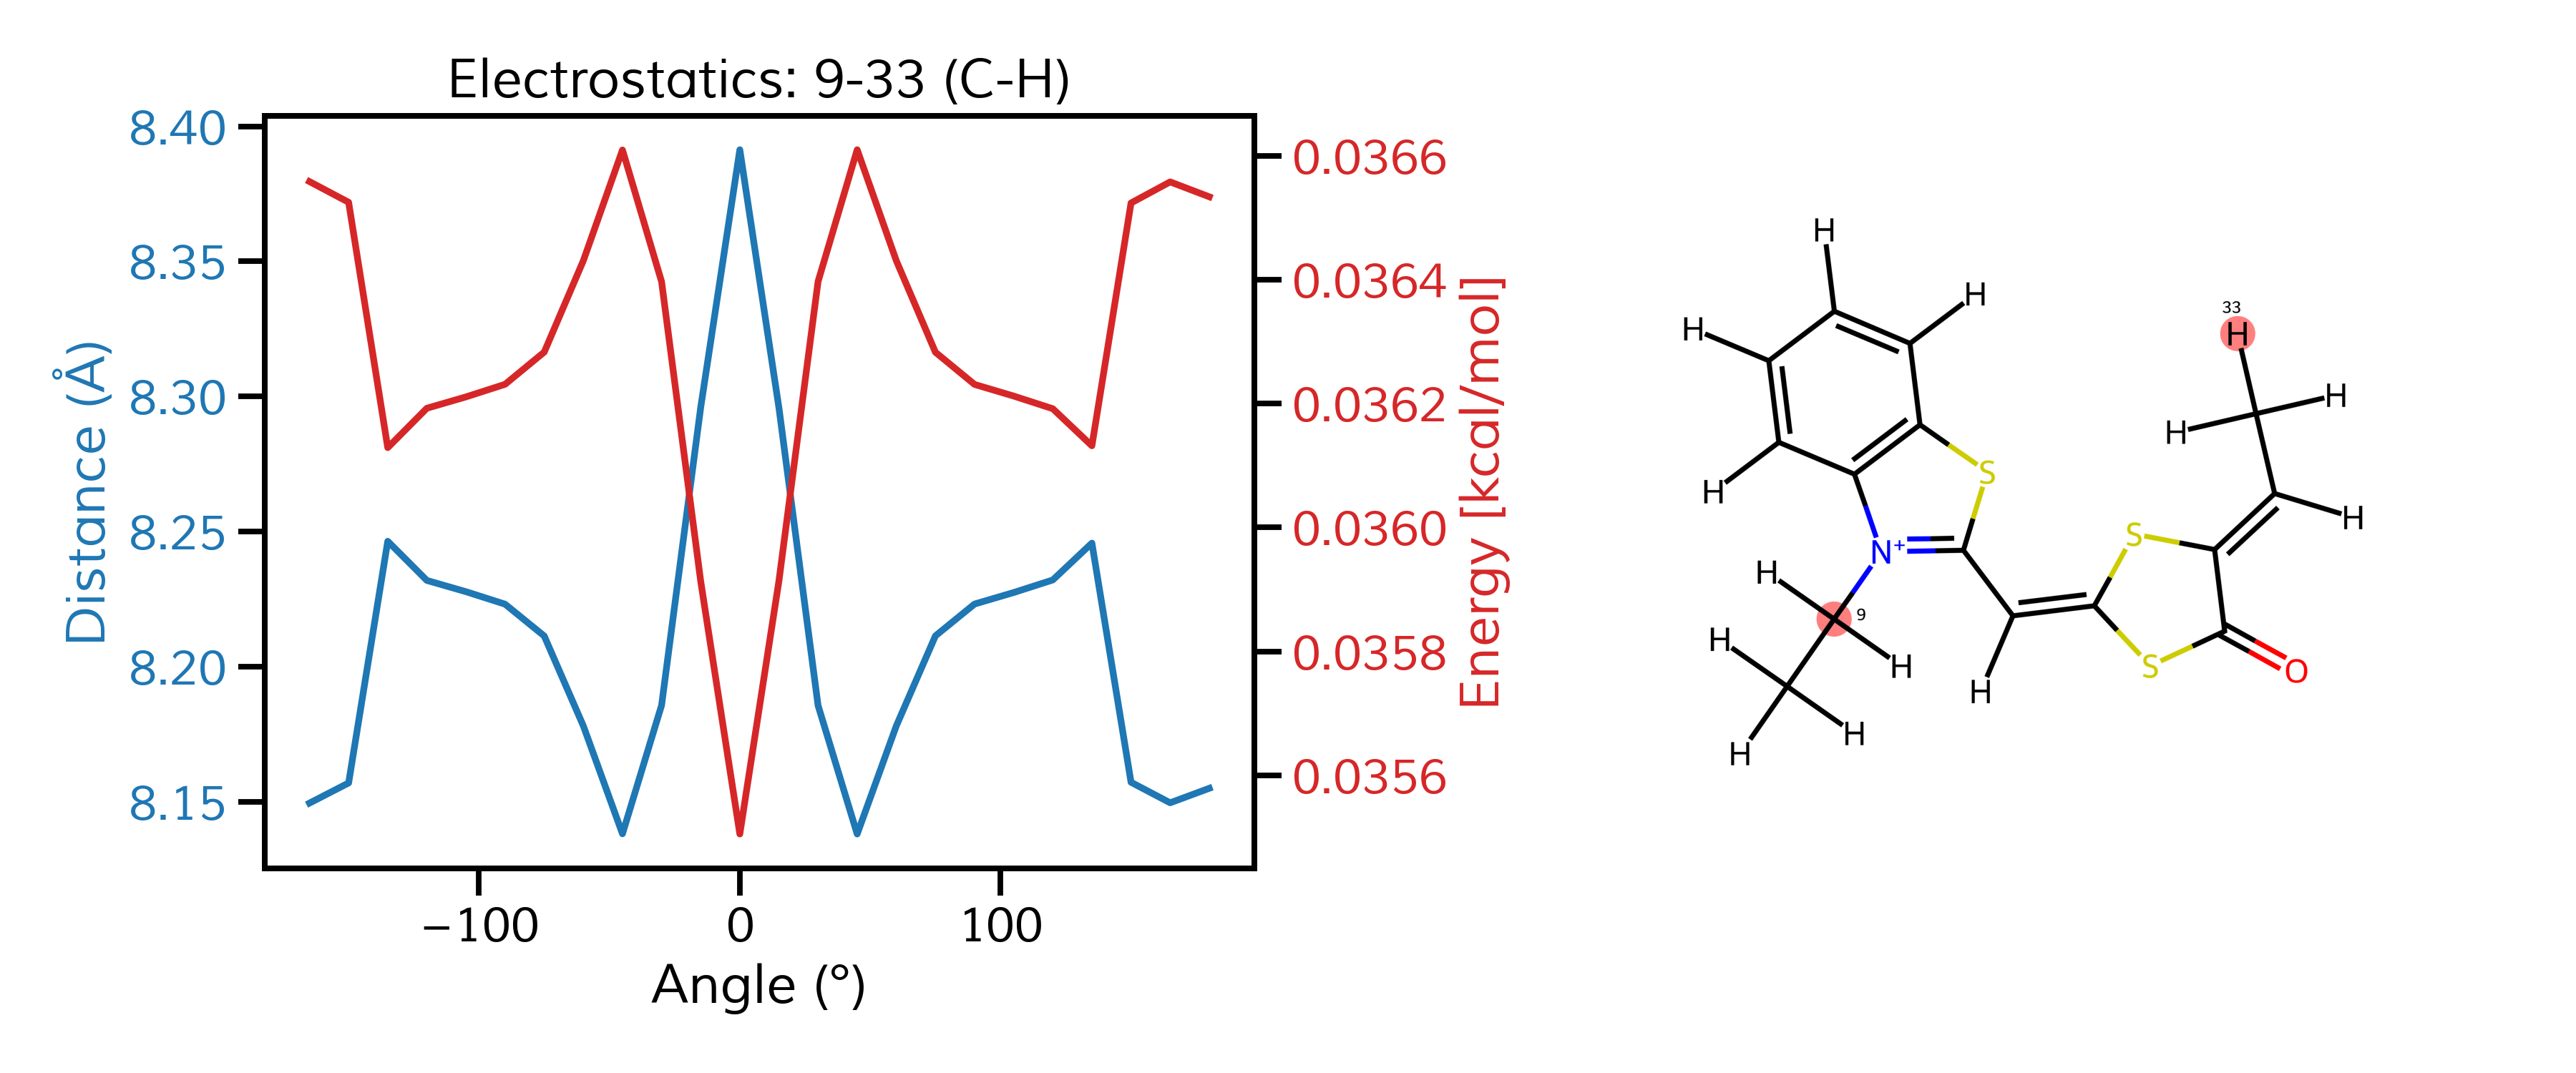 Electrostatics: 9-33 (C-H)
8.40
8.35
8.30
8.25
8.20
8.15
Distance (Å)
0.0366
0.0364
0.0362
0.0360
0.0358
0.0356
Energy [kcal/mol]
−100
0
100
Angle (°)
H
H
H
33
H
H
H
H
H
S
S
H
N⁺
H
9
H
H
H
S
O
H
H